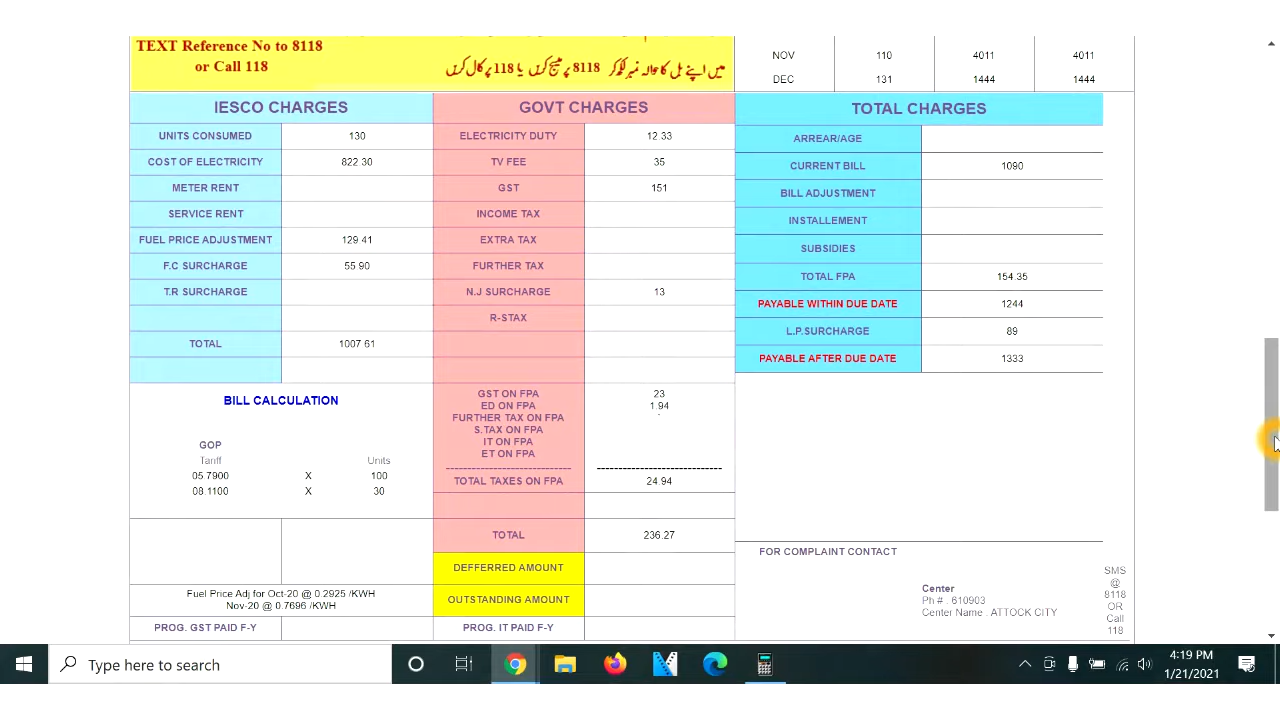 TEXT Reference No to 8118
or Call 118
میں اپنے بل کا حوالہ نمبر لکھ کر 8118 پر میسج کریں یا 118 پر کال کریں
NOV 110 4011 4011
DEC 131 1444 1444
IESCO CHARGES
UNITS CONSUMED 130
COST OF ELECTRICITY 822.30
METER RENT
SERVICE RENT
FUEL PRICE ADJUSTMENT 129.41
F.C SURCHARGE 55.90
T.R SURCHARGE
TOTAL 1007.61
BILL CALCULATION
GOP
Tariff Units
05.7900 X 100
08.1100 X 30
Fuel Price Adj for Oct-20 @ 0.2925 /KWH
Nov-20 @ 0.7696 /KWH
PROG. GST PAID F-Y
GOVT CHARGES
ELECTRICITY DUTY 12.33
TV FEE 35
GST 151
INCOME TAX
EXTRA TAX
FURTHER TAX
N.J SURCHARGE 13
R-STAX
GST ON FPA 23
ED ON FPA 1.94
FURTHER TAX ON FPA
S.TAX ON FPA
IT ON FPA
ET ON FPA
TOTAL TAXES ON FPA 24.94
TOTAL 236.27
DEFFERRED AMOUNT
OUTSTANDING AMOUNT
PROG. IT PAID F-Y
TOTAL CHARGES
ARREAR/AGE
CURRENT BILL 1090
BILL ADJUSTMENT
INSTALLEMENT
SUBSIDIES
TOTAL FPA 154.35
PAYABLE WITHIN DUE DATE 1244
L.P.SURCHARGE 89
PAYABLE AFTER DUE DATE 1333
FOR COMPLAINT CONTACT
Center
Ph # . 610903
Center Name . ATTOCK CITY
SMS
@
8118
OR
Call
118
Type here to search
4:19 PM
1/21/2021